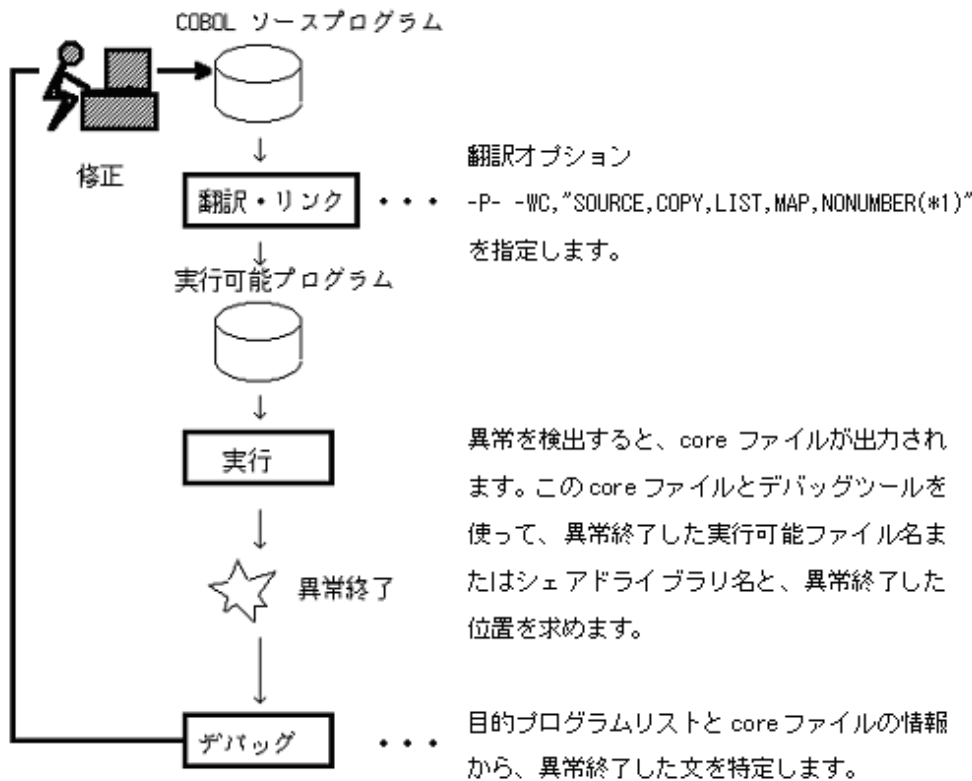 COBOL ソースプログラム
修正
翻訳オプション
翻訳・リンク ・・・ -P- -WC,"SOURCE,COPY,LIST,MAP,NONUMBER(*1)"
を指定します。
実行可能プログラム
実行
異常を検出すると、core ファイルが出力され
ます。この core ファイルとデバッグツールを
使って、異常終了した実行可能ファイル名ま
たはシェアドライブラリ名と、異常終了した
位置を求めます。
異常終了
デバッグ ・・・ 目的プログラムリストと core ファイルの情報
から、異常終了した文を特定します。